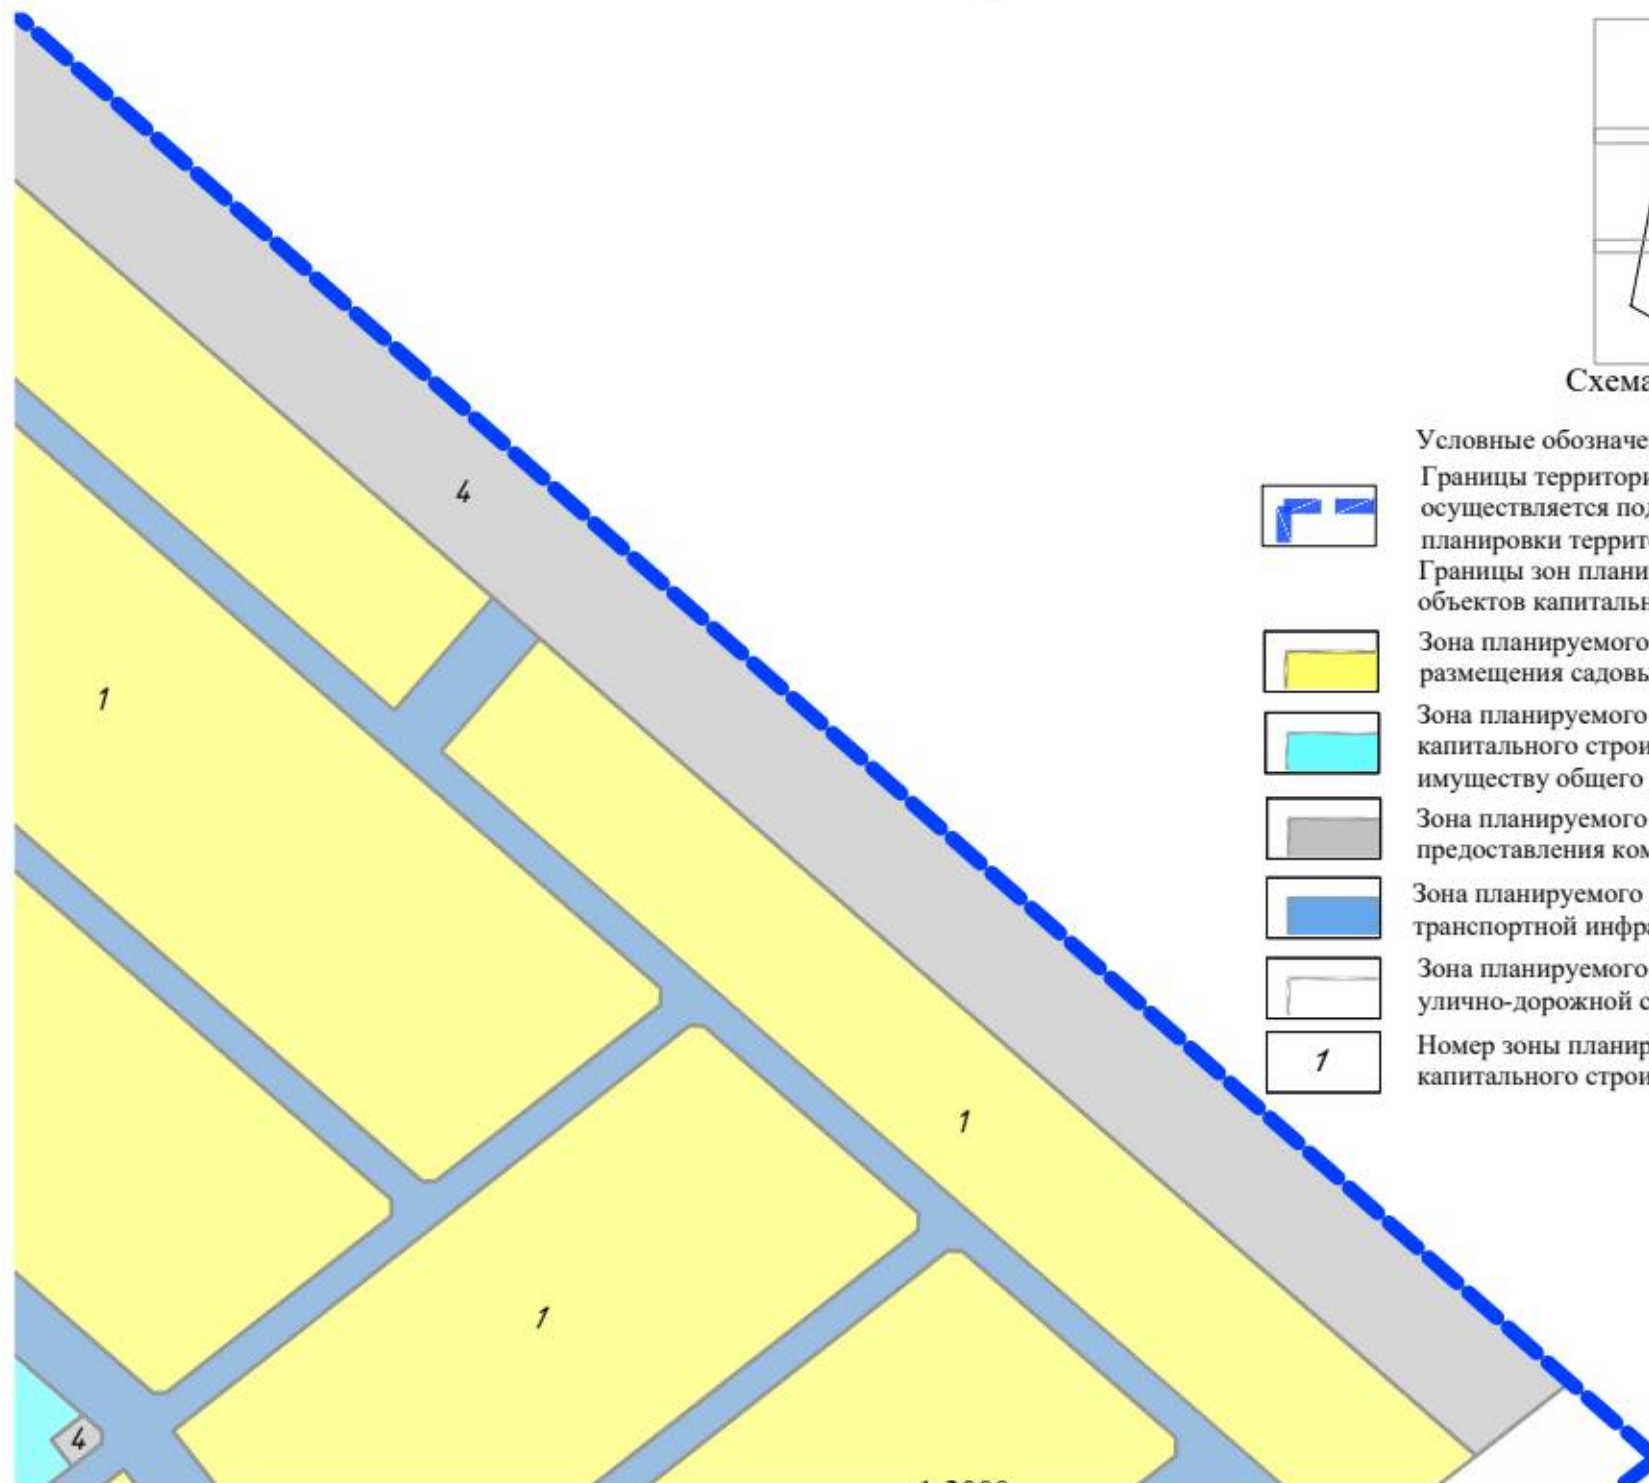 Схема
Условные обозначе
Границы территори
осуществляется под
планировки террит
Границы зон плани
объектов капитальн
Зона планируемого
размещения садовы
Зона планируемого
капитального строи
имуществу общего
Зона планируемого
предоставления ком
Зона планируемого
транспортной инфра
Зона планируемого
улично-дорожной с
1
Номер зоны планир
капитального строи
4
1
1
1
4